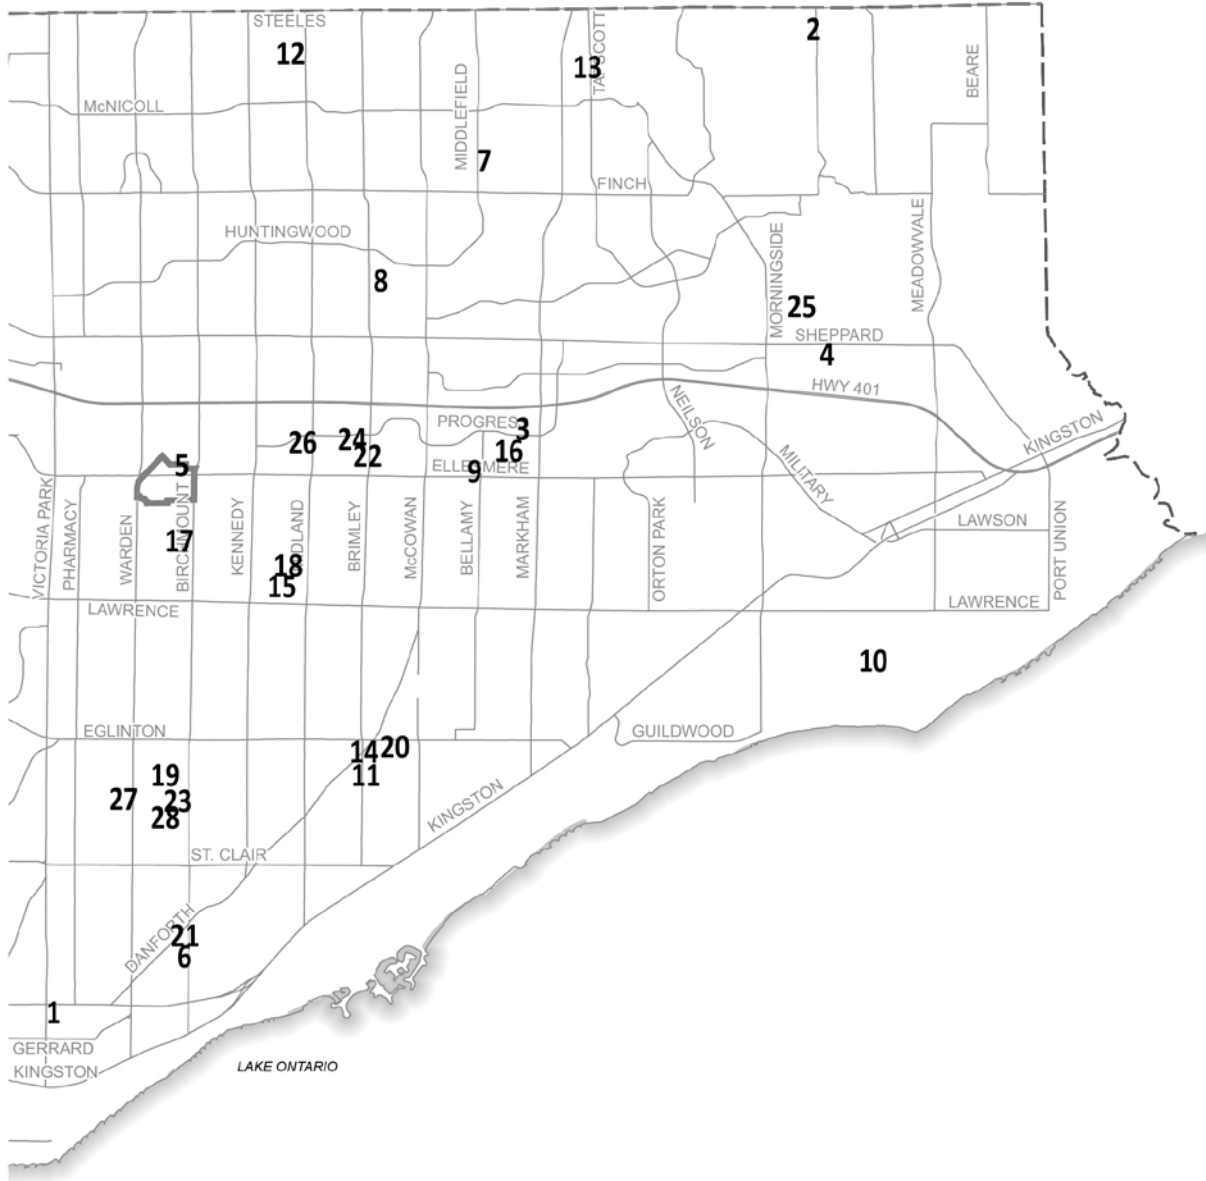 STEELES
2
12
13
TAPSCOTT
BEARE
McNICOLL
MIDDLEFIELD
7
FINCH
HUNTINGWOOD
MORNINGSIDE
MEADOWVALE
8
25
SHEPPARD
4
HWY 401
NEILSON
PROGRES
3
KINGSTON
26
24
22
16
5
ELLESMERE
9
MILITARY
VICTORIA PARK
PHARMACY
WARDEN
BIRCHMOUNT
KENNEDY
DLAND
BRIMLEY
McCOWAN
BELLAMY
MARKHAM
ORTON PARK
LAWSON
PORT UNION
17
18
15
LAWRENCE
LAWRENCE
10
EGLINTON
GUILDWOOD
14
20
11
19
27
23
28
KINGSTON
ST. CLAIR
DANFORTH
21
6
1
GERRARD
KINGSTON
LAKE ONTARIO